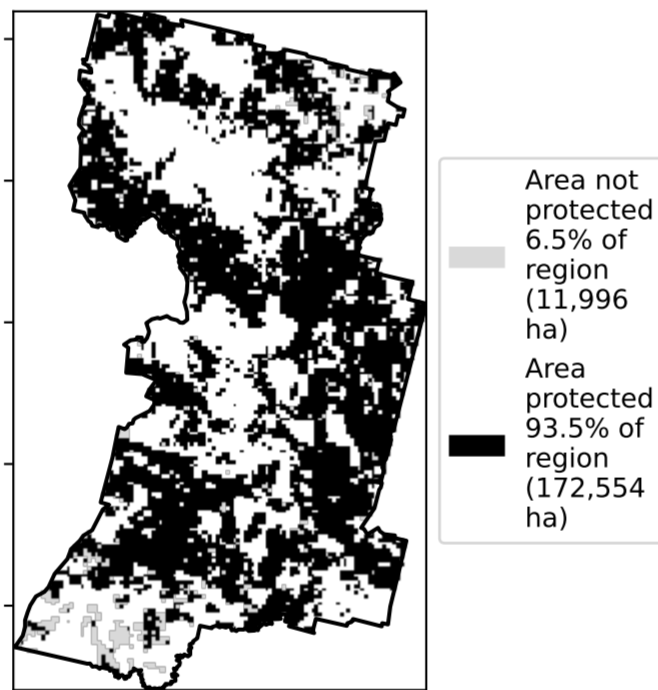 Area not
protected
6.5% of
region
(11,996
ha)
Area
protected
93.5% of
region
(172,554
ha)